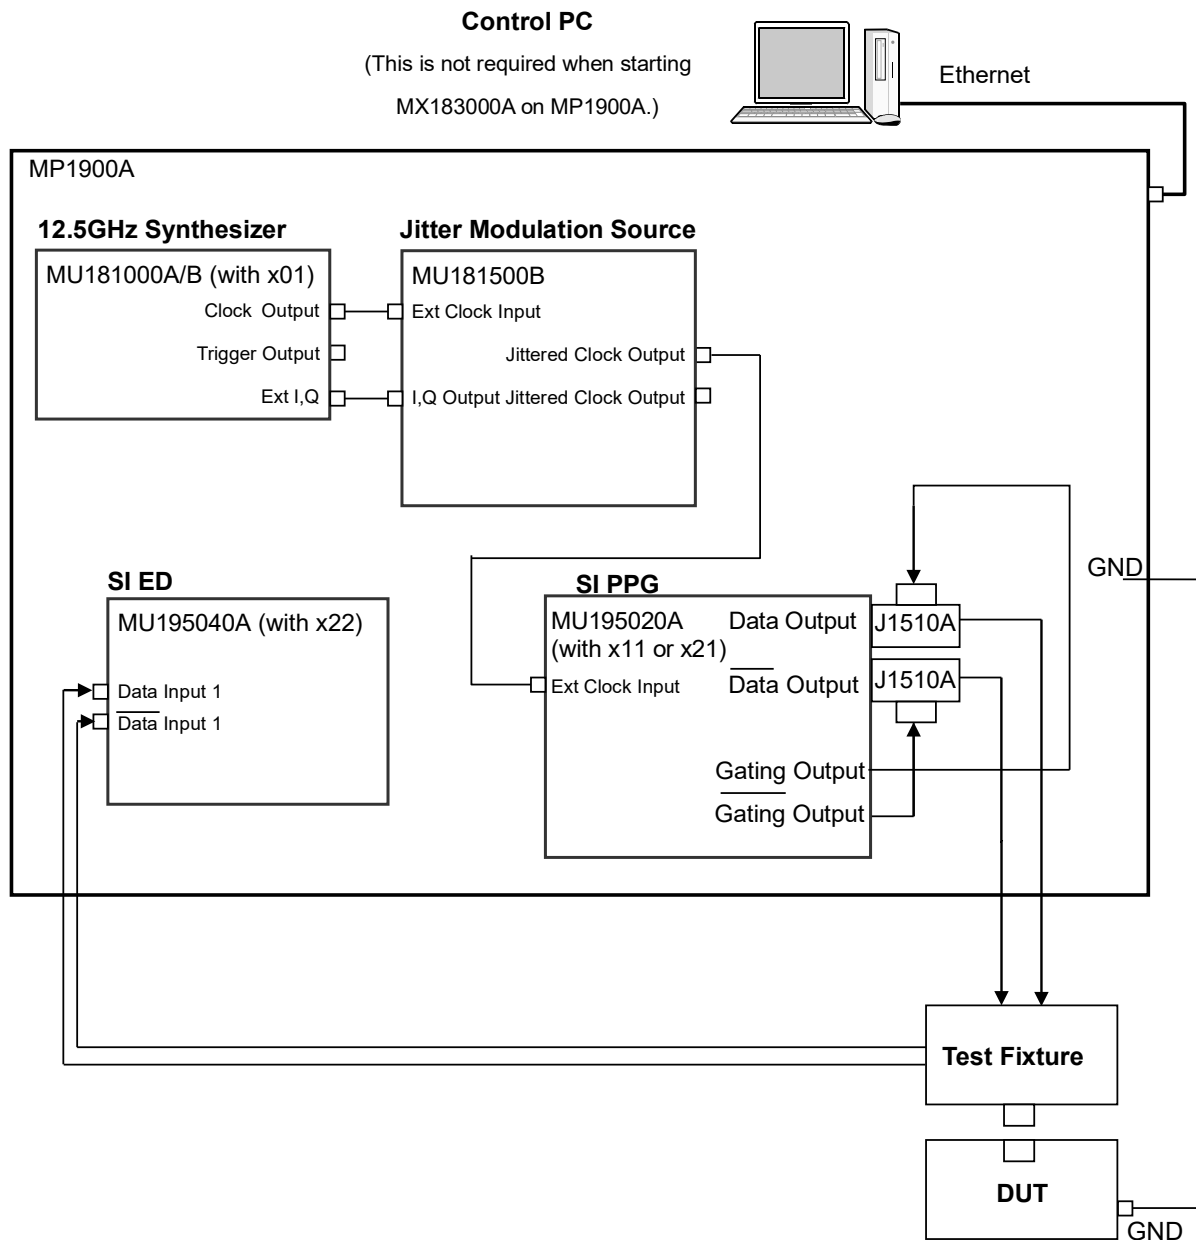 Control PC
(This is not required when starting
MX183000A on MP1900A.)
Ethernet
MP1900A
12.5GHz Synthesizer
MU181000A/B (with x01)
Clock Output
Trigger Output
Ext I,Q
Jitter Modulation Source
MU181500B
Ext Clock Input
Jittered Clock Output
I,Q Output Jittered Clock Output
GND
SI ED
MU195040A (with x22)
Data Input 1
D̅a̅t̅a̅ Input 1
SI PPG
MU195020A
(with x11 or x21)
Ext Clock Input
Data Output
D̅a̅t̅a̅ Output
Gating Output
G̅a̅t̅i̅n̅g̅ Output
J1510A
J1510A
Test Fixture
DUT
GND